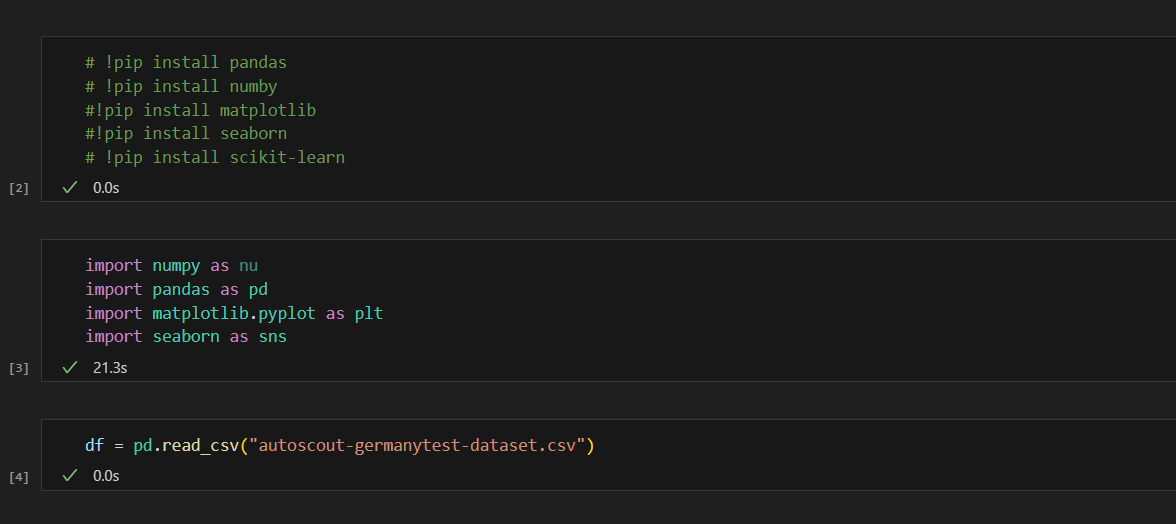 # !pip install pandas
# !pip install numby
#!pip install matplotlib
#!pip install seaborn
# !pip install scikit-learn
[2]
0.0s
import numpy as nu
import pandas as pd
import matplotlib.pyplot as plt
import seaborn as sns
[3]
21.3s
df = pd.read_csv("autoscout-germanytest-dataset.csv")
[4]
0.0s